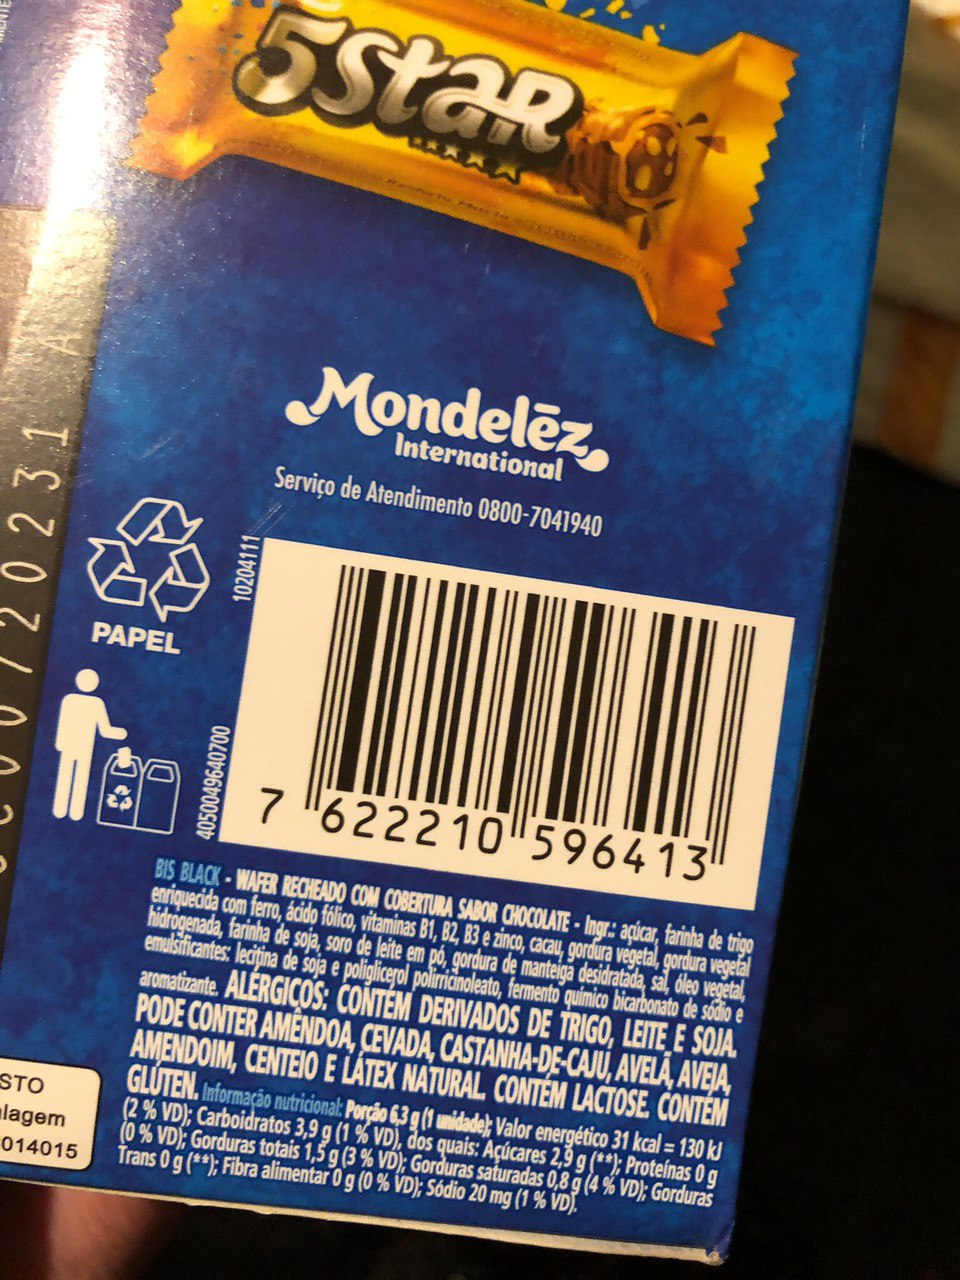 5Star
Mondelēz
International
Serviço de Atendimento 0800-7041940
10204111
PAPEL
4050049640700
7 622210 596413
BIS BLACK - WAFER RECHEADO COM COBERTURA SABOR CHOCOLATE - Ingr.: açúcar, farinha de trigo
enriquecida com ferro, ácido fólico, vitaminas B1, B2, B3 e zinco, cacau, gordura vegetal, gordura vegetal
hidrogenada, farinha de soja, soro de leite em pó, gordura de manteiga desidratada, sal, óleo vegetal,
emulsificantes: lecitina de soja e poliglicerol polirricinoleato, fermento químico bicarbonato de sódio e
aromatizante. ALÉRGICOS: CONTÉM DERIVADOS DE TRIGO, LEITE E SOJA.
PODE CONTER AMÊNDOA, CEVADA, CASTANHA-DE-CAJU, AVELÃ, AVEIA,
AMENDOIM, CENTEIO E LÁTEX NATURAL. CONTÉM LACTOSE. CONTÉM
GLÚTEN. Informação nutricional: Porção 6,3 g (1 unidade); Valor energético 31 kcal = 130 kJ
(2 % VD); Carboidratos 3,9 g (1 % VD), dos quais: Açúcares 2,9 g (**); Proteínas 0 g
(0 % VD); Gorduras totais 1,5 g (3 % VD); Gorduras saturadas 0,8 g (4 % VD); Gorduras
Trans 0 g (**); Fibra alimentar 0 g (0 % VD); Sódio 20 mg (1 % VD).
0720231 A
STO
lagem
014015